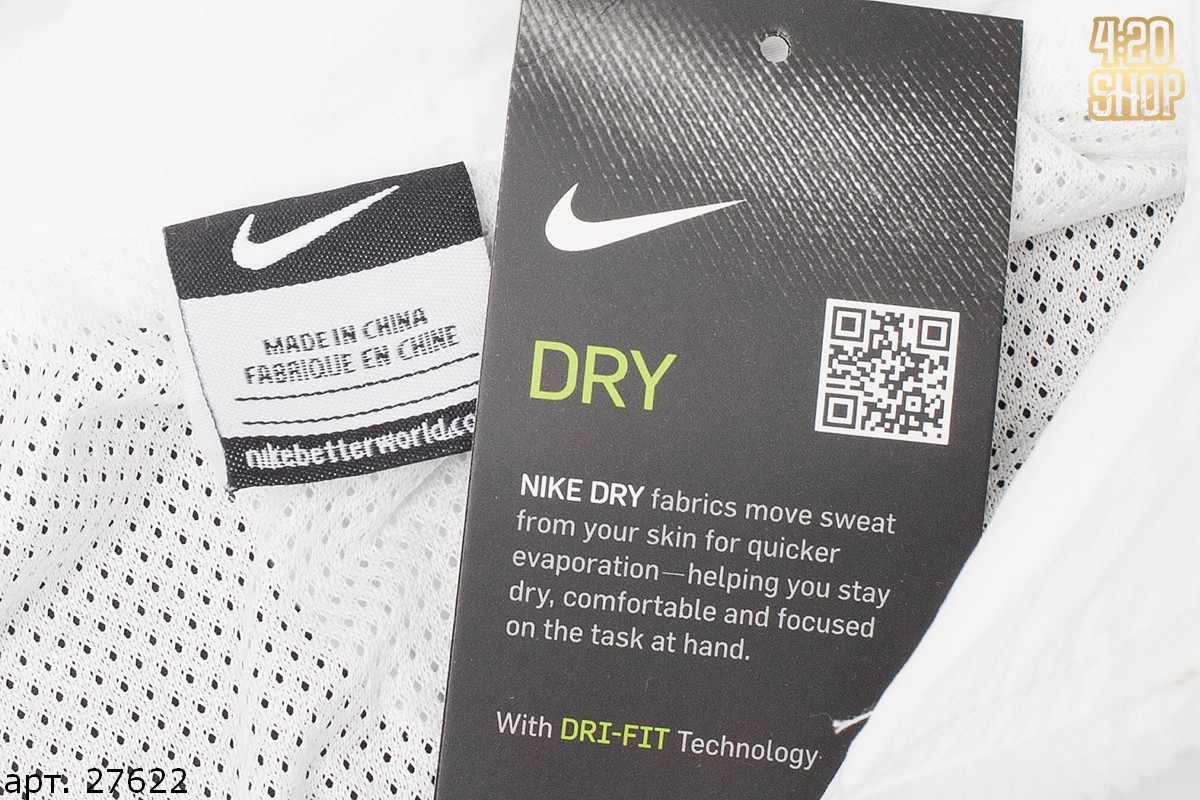 4:20
SHOP
MADE IN CHINA
FABRIQUE EN CHINE
nikebetterworld.co
DRY
NIKE DRY fabrics move sweat
from your skin for quicker
evaporation—helping you stay
dry, comfortable and focused
on the task at hand.
With DRI-FIT Technology
арт. 27622